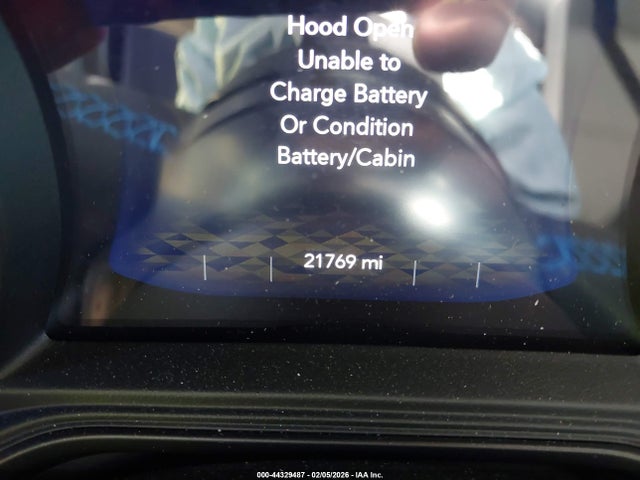 Hood Open
Unable to
Charge Battery
Or Condition
Battery/Cabin
21769 mi
000-44329487 - 02/05/2026 - IAA Inc.